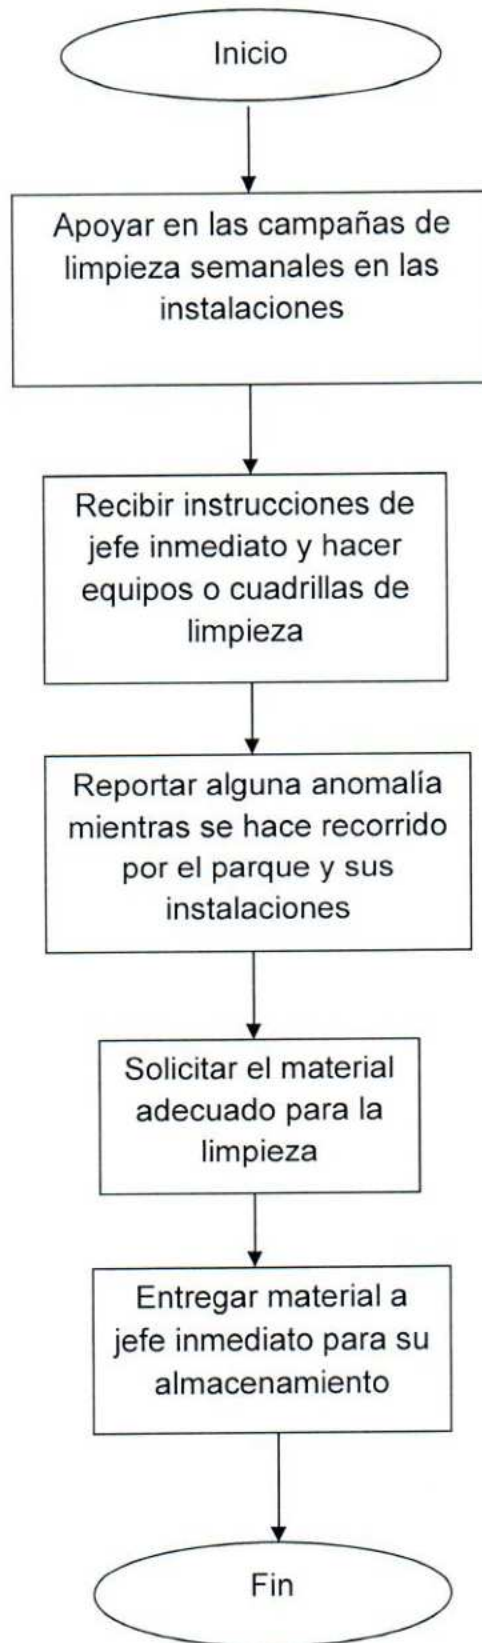 Inicio
Apoyar en las campañas de
limpieza semanales en las
instalaciones
Recibir instrucciones de
jefe inmediato y hacer
equipos o cuadrillas de
limpieza
Reportar alguna anomalía
mientras se hace recorrido
por el parque y sus
instalaciones
Solicitar el material
adecuado para la
limpieza
Entregar material a
jefe inmediato para su
almacenamiento
Fin